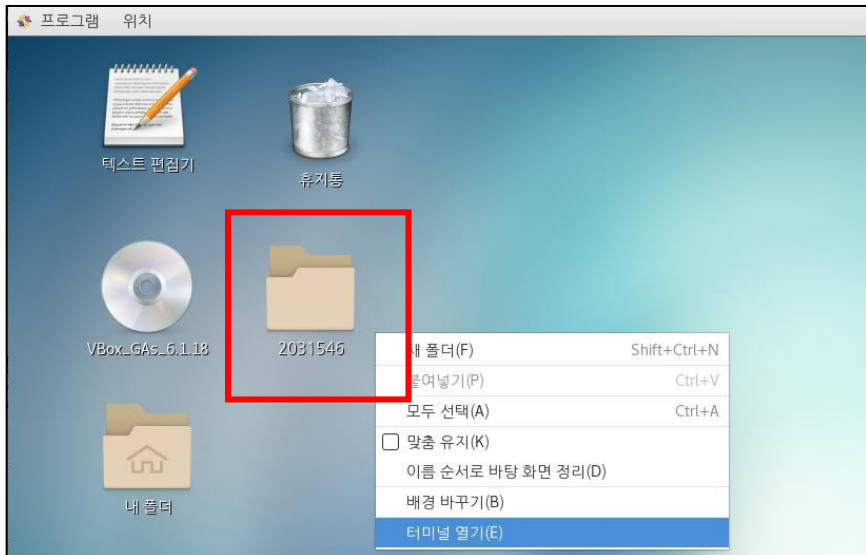 프로그램 위치
텍스트 편집기
휴지통
VBox_GAs_6.1.18
2031546
내 폴더
새 폴더(F) Shift+Ctrl+N
붙여넣기(P) Ctrl+V
모두 선택(A) Ctrl+A
맞춤 유지(K)
이름 순서로 바탕 화면 정리(D)
배경 바꾸기(B)
터미널 열기(E)